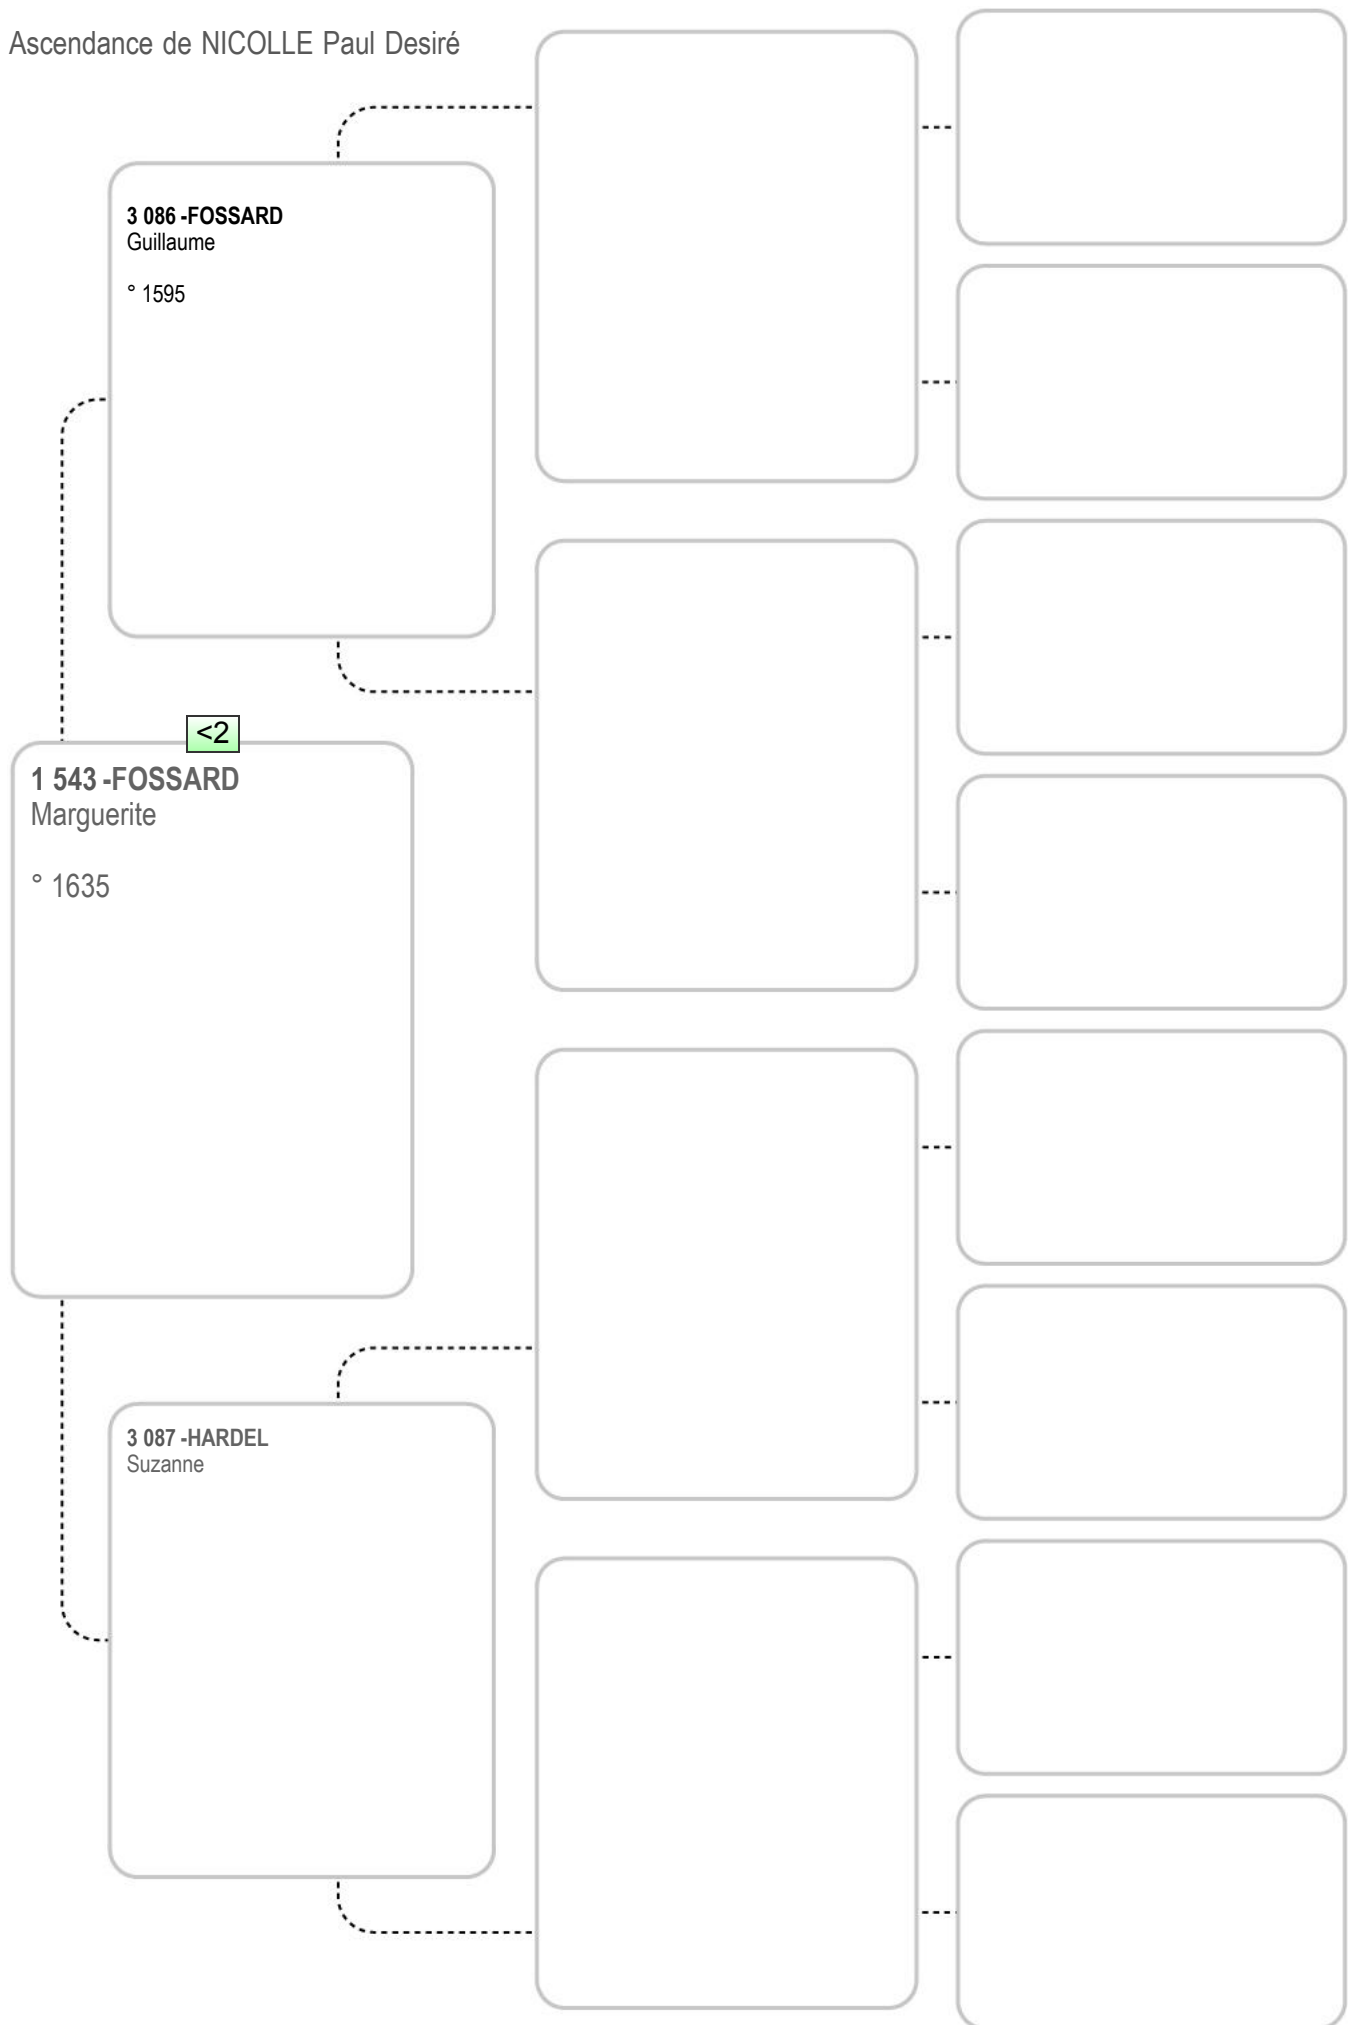 Ascendance de NICOLLE Paul Desiré
3 086 -FOSSARD
Guillaume
° 1595
<2
1 543 -FOSSARD
Marguerite
° 1635
3 087 -HARDEL
Suzanne